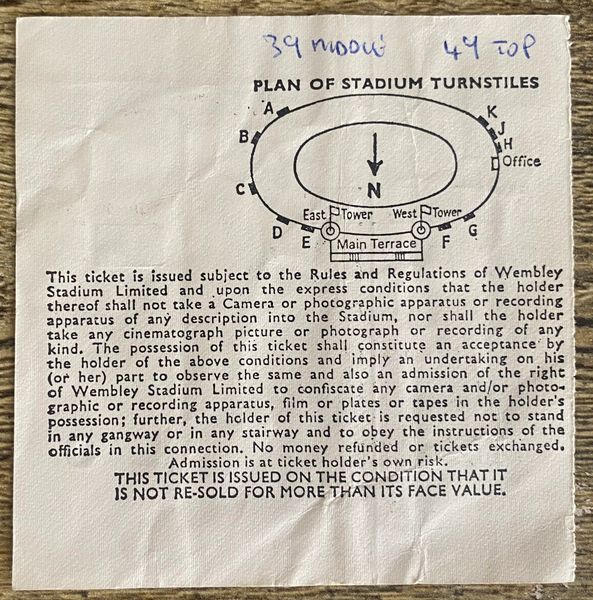 39 MIDDLE 49 TOP
PLAN OF STADIUM TURNSTILES
A K
B J
H
Office
C N
East Tower West Tower
D E F G
Main Terrace
This ticket is issued subject to the Rules and Regulations of Wembley
Stadium Limited and upon the express conditions that the holder
thereof shall not take a Camera or photographic apparatus or recording
apparatus of any description into the Stadium, nor shall the holder
take any cinematograph picture or photograph or recording of any
kind. The possession of this ticket shall constitute an acceptance by
the holder of the above conditions and imply an undertaking on his
(or her) part to observe the same and also an admission of the right
of Wembley Stadium Limited to confiscate any camera and/or photo-
graphic or recording apparatus, film or plates or tapes in the holder's
possession; further, the holder of this ticket is requested not to stand
in any gangway or in any stairway and to obey the instructions of the
officials in this connection. No money refunded or tickets exchanged.
Admission is at ticket holder's own risk.
THIS TICKET IS ISSUED ON THE CONDITION THAT IT
IS NOT RE-SOLD FOR MORE THAN ITS FACE VALUE.